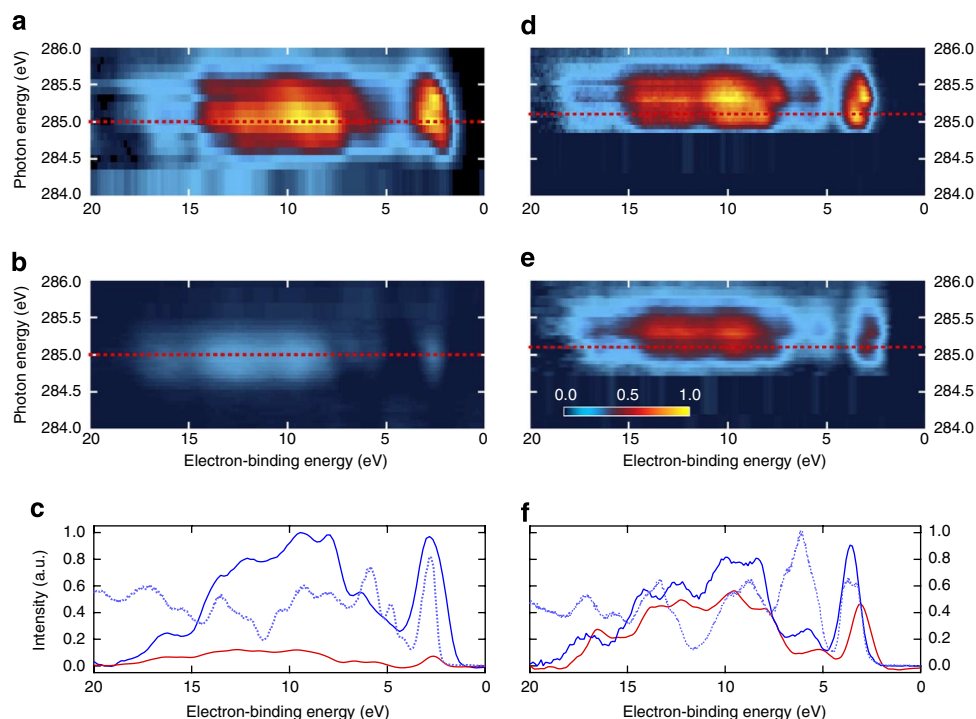 a
Photon energy (eV)
286.0
285.5
285.0
284.5
284.0
20 15 10 5 0
d
286.0
285.5
285.0
284.5
284.0
20 15 10 5 0
b
Photon energy (eV)
286.0
285.5
285.0
284.5
284.0
20 15 10 5 0
Electron-binding energy (eV)
e
286.0
285.5
285.0
284.5
284.0
0.0 0.5 1.0
20 15 10 5 0
Electron-binding energy (eV)
c
Intensity (a.u.)
1.0
0.8
0.6
0.4
0.2
0.0
20 15 10 5 0
Electron-binding energy (eV)
f
1.0
0.8
0.6
0.4
0.2
0.0
20 15 10 5 0
Electron-binding energy (eV)